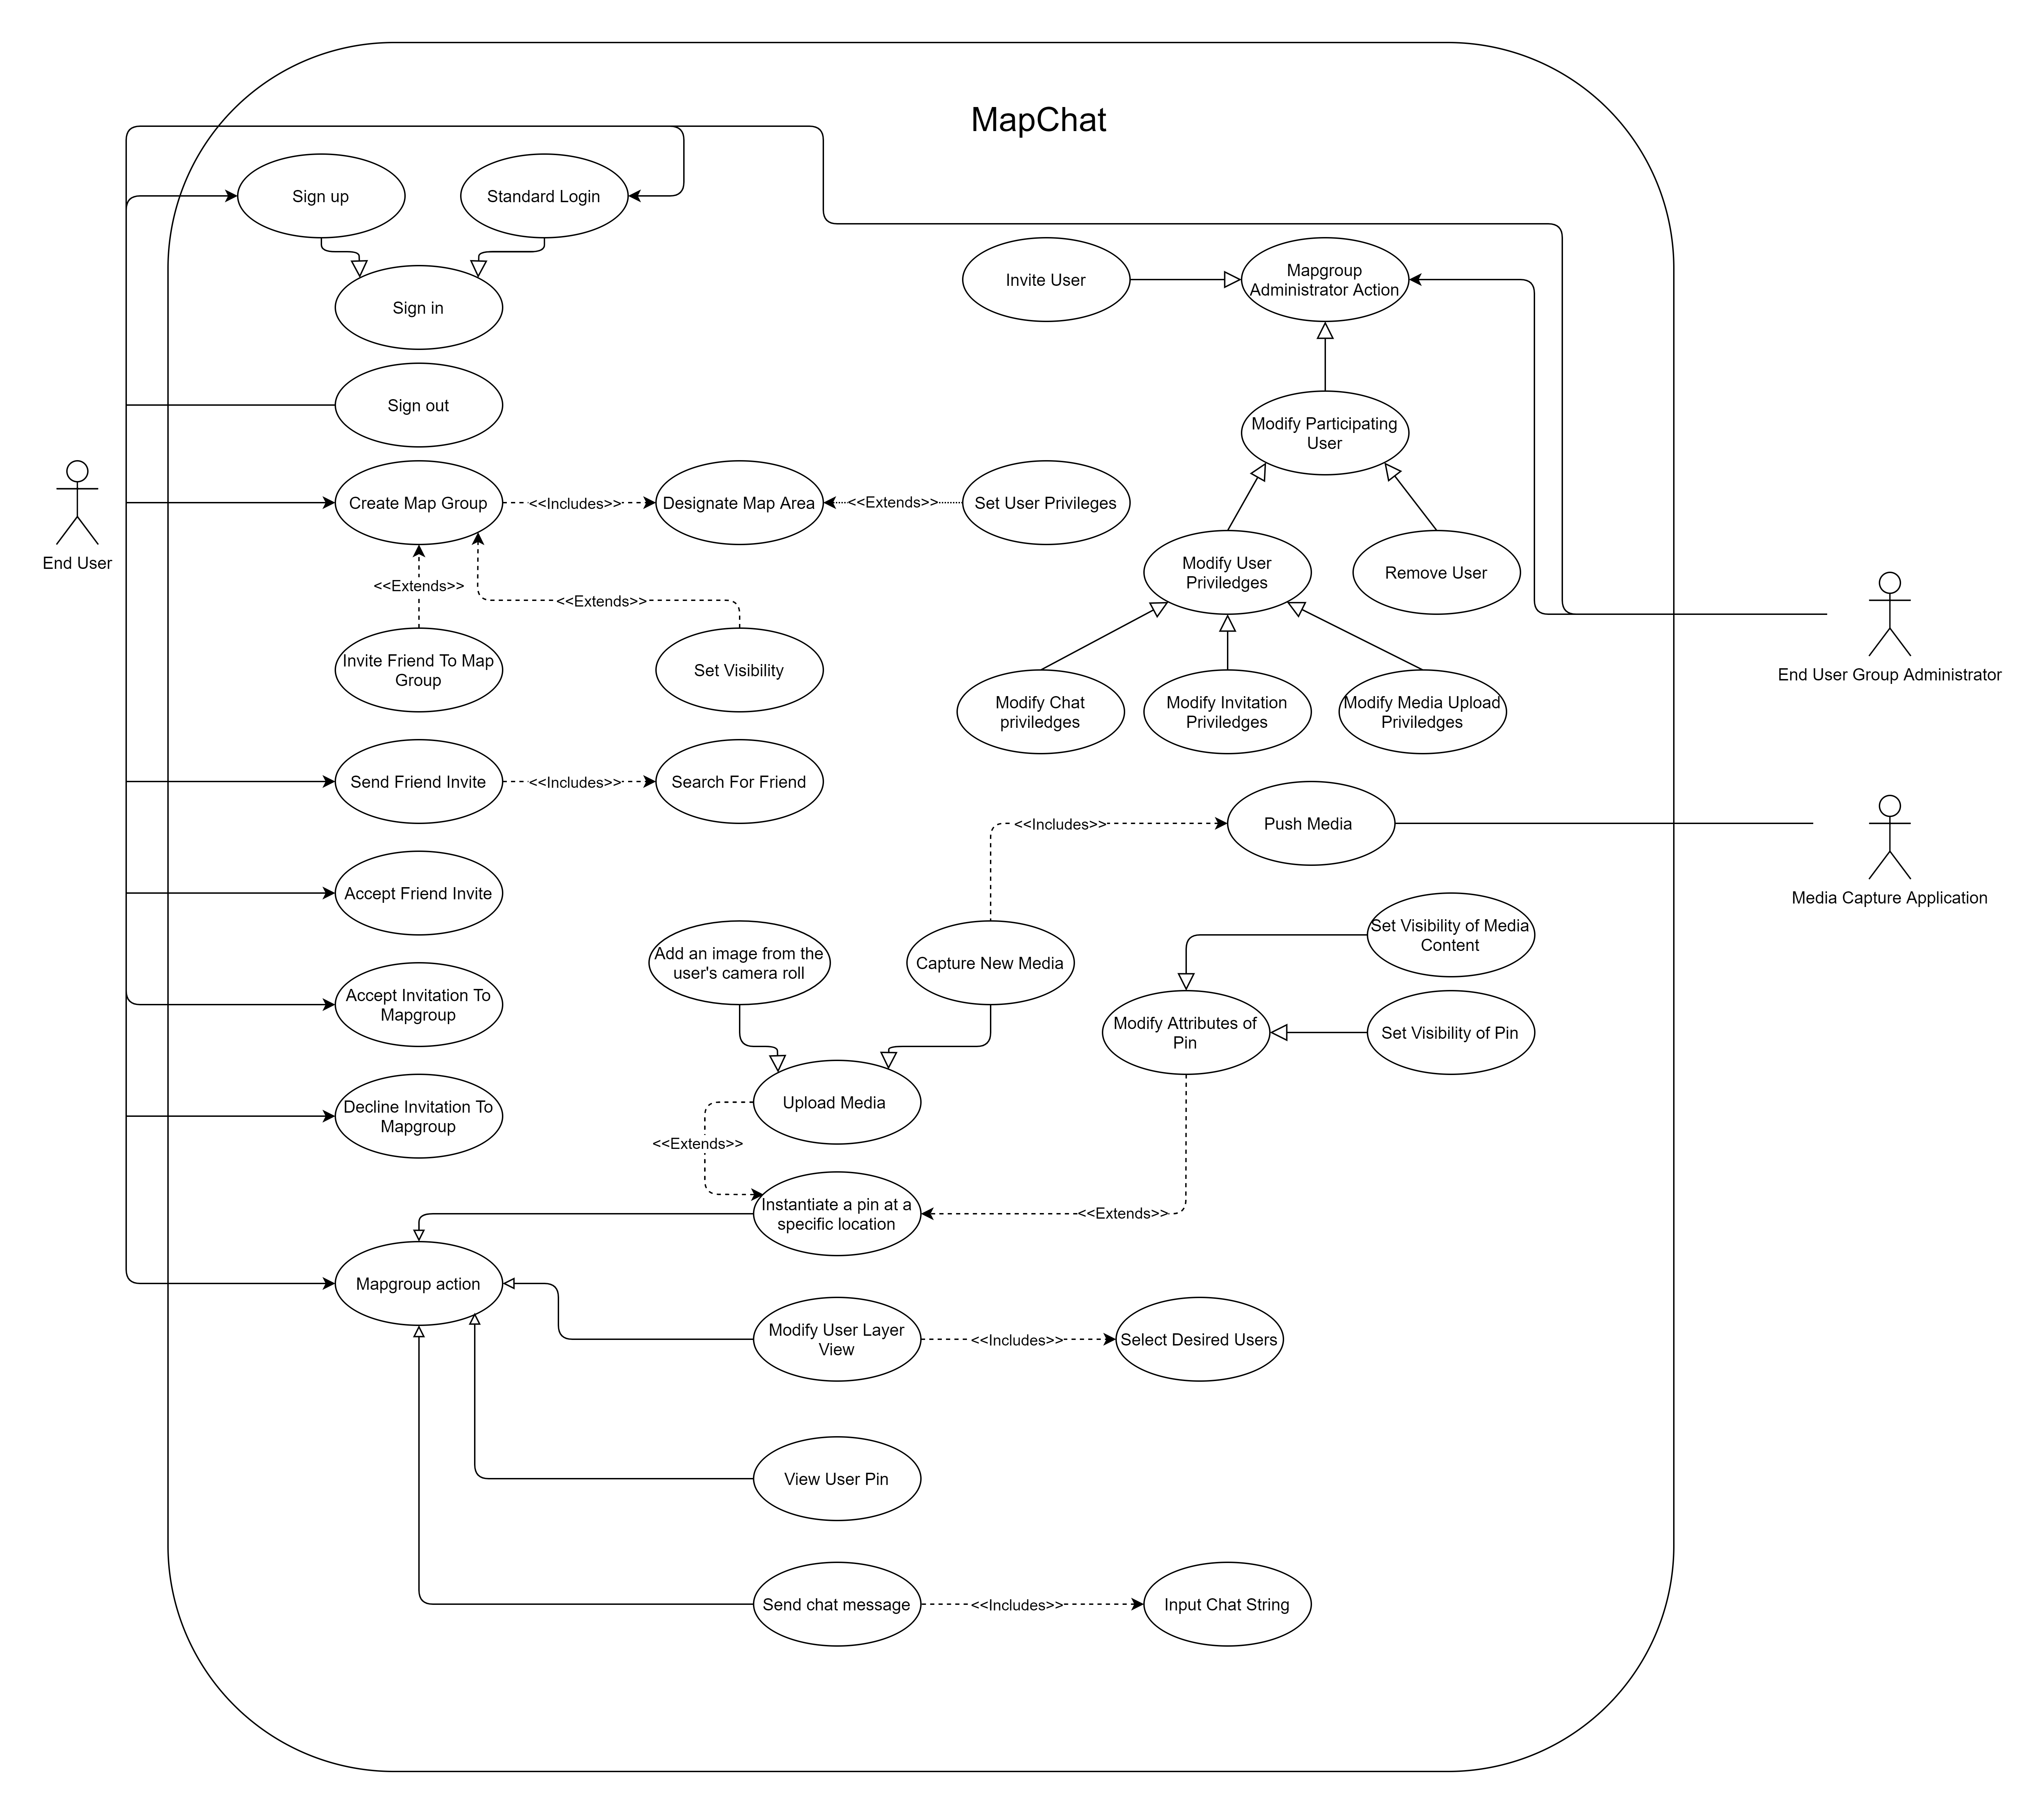 MapChat
Sign up
Standard Login
Sign in
Invite User
Mapgroup
Administrator Action
Sign out
Modify Participating
User
End User
Create Map Group
<<Includes>>
Designate Map Area
<<Extends>>
Set User Privileges
Modify User
Priviledges
Remove User
<<Extends>>
<<Extends>>
Invite Friend To Map
Group
Set Visibility
Modify Chat
priviledges
Modify Invitation
Priviledges
Modify Media Upload
Priviledges
End User Group Administrator
Send Friend Invite
<<Includes>>
Search For Friend
<<Includes>>
Push Media
Media Capture Application
Accept Friend Invite
Add an image from the
user's camera roll
Capture New Media
Set Visibility of Media
Content
Accept Invitation To
Mapgroup
Modify Attributes of
Pin
Set Visibility of Pin
Decline Invitation To
Mapgroup
Upload Media
<<Extends>>
Instantiate a pin at a
specific location
<<Extends>>
Mapgroup action
Modify User Layer
View
<<Includes>>
Select Desired Users
View User Pin
Send chat message
<<Includes>>
Input Chat String